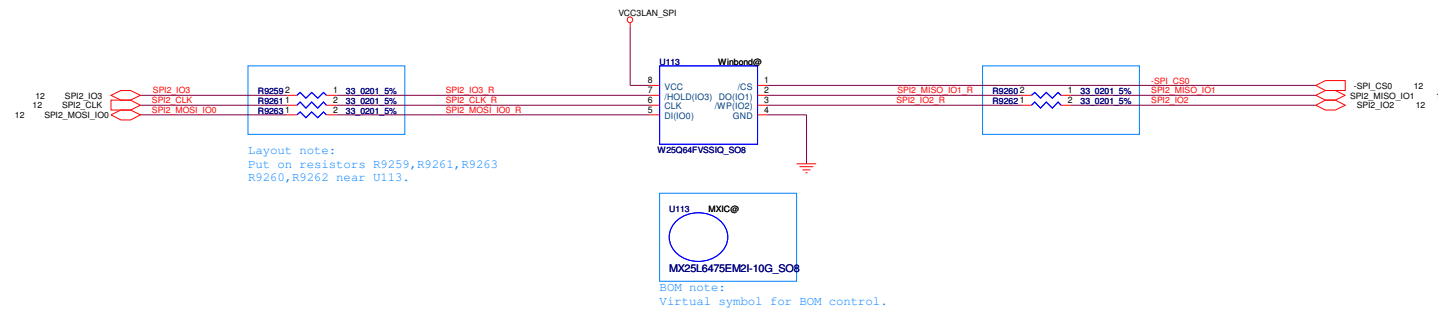 VCC3LAN_SPI
U113 Winbond@
12 SPI2_IO3 SPI2_IO3 R9259 2 1 33_0201_5% SPI2_IO3_R 7 /HOLD(IO3)
12 SPI2_CLK SPI2_CLK R9261 1 2 33_0201_5% SPI2_CLK_R 6 CLK
12 SPI2_MOSI_IO0 SPI2_MOSI_IO0 R9263 1 2 33_0201_5% SPI2_MOSI_IO0_R 5 DI(IO0)
8 VCC
/CS 1 -SPI_CS0 -SPI_CS0 12
DO(IO1) 2 SPI2_MISO_IO1_R R9260 2 1 33_0201_5% SPI2_MISO_IO1 SPI2_MISO_IO1
/WP(IO2) 3 SPI2_IO2_R R9262 1 2 33_0201_5% SPI2_IO2 SPI2_IO2 12
GND 4
W25Q64FVSSIQ_SO8
Layout note:
Put on resistors R9259,R9261,R9263
R9260,R9262 near U113.
U113 MXIC@
MX25L6475EM2I-10G_SO8
BOM note:
Virtual symbol for BOM control.